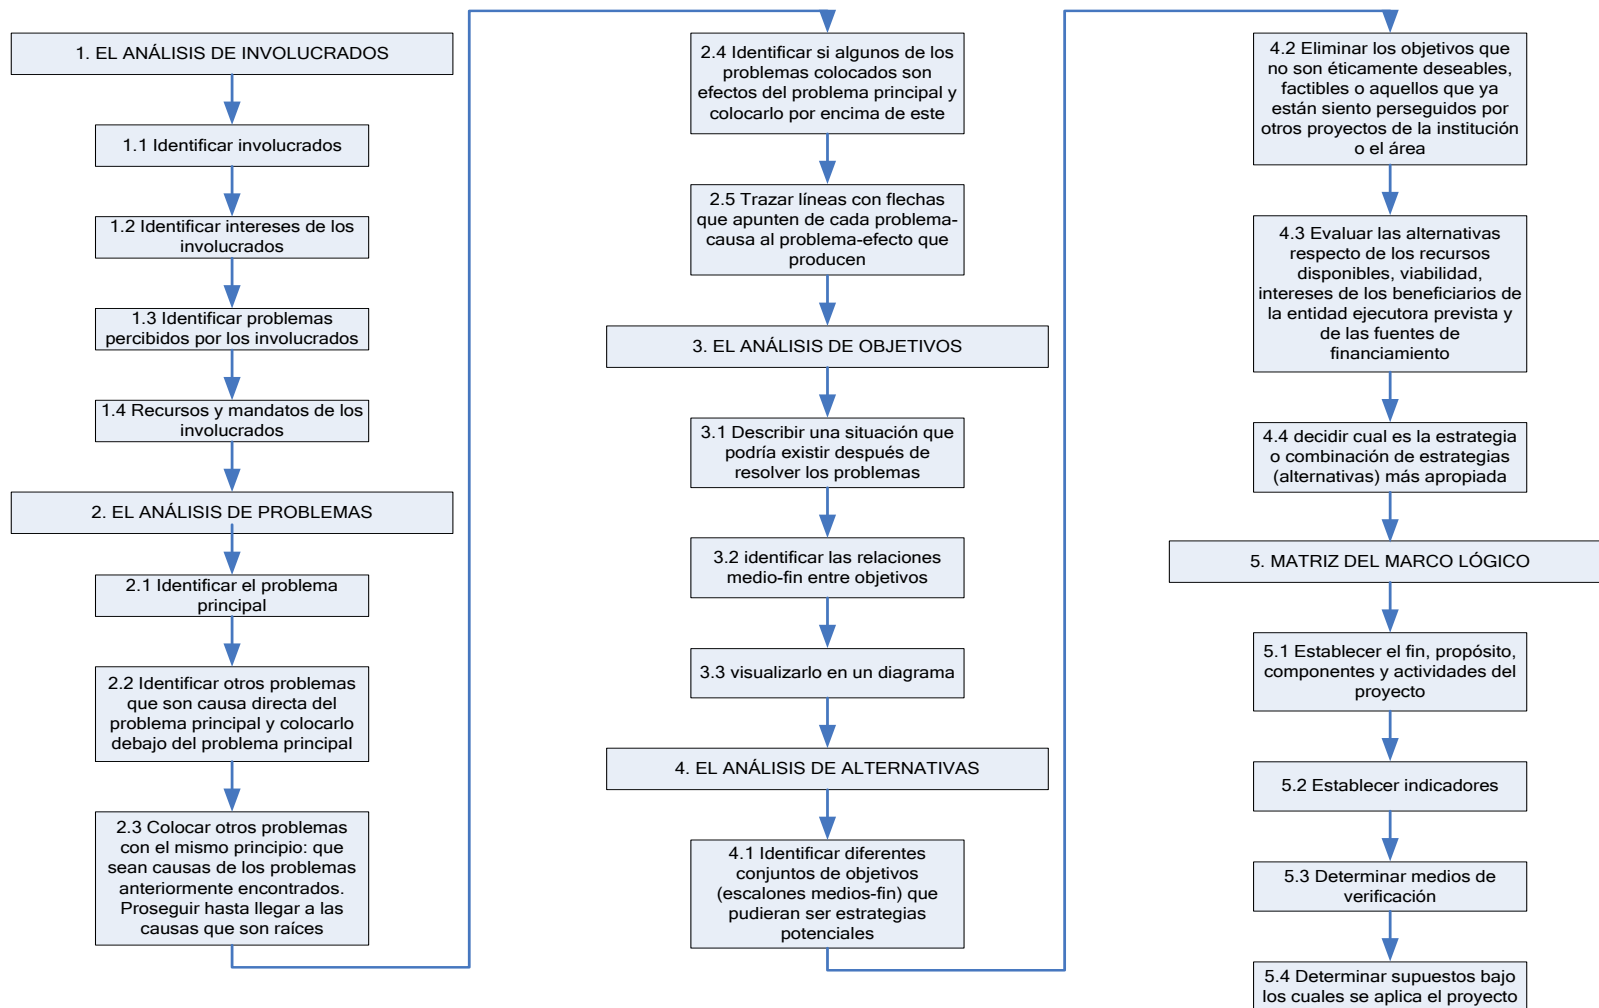 1. EL ANÁLISIS DE INVOLUCRADOS
1.1 Identificar involucrados
1.2 Identificar intereses de los
involucrados
1.3 Identificar problemas
percibidos por los involucrados
1.4 Recursos y mandatos de los
involucrados
2. EL ANÁLISIS DE PROBLEMAS
2.1 Identificar el problema
principal
2.2 Identificar otros problemas
que son causa directa del
problema principal y colocarlo
debajo del problema principal
2.3 Colocar otros problemas
con el mismo principio: que
sean causas de los problemas
anteriormente encontrados.
Proseguir hasta llegar a las
causas que son raíces
2.4 Identificar si algunos de los
problemas colocados son
efectos del problema principal y
colocarlo por encima de este
2.5 Trazar líneas con flechas
que apunten de cada problema-
causa al problema-efecto que
producen
3. EL ANÁLISIS DE OBJETIVOS
3.1 Describir una situación que
podría existir después de
resolver los problemas
3.2 identificar las relaciones
medio-fin entre objetivos
3.3 visualizarlo en un diagrama
4. EL ANÁLISIS DE ALTERNATIVAS
4.1 Identificar diferentes
conjuntos de objetivos
(escalones medios-fin) que
pudieran ser estrategias
potenciales
4.2 Eliminar los objetivos que
no son éticamente deseables,
factibles o aquellos que ya
están siento perseguidos por
otros proyectos de la institución
o el área
4.3 Evaluar las alternativas
respecto de los recursos
disponibles, viabilidad,
intereses de los beneficiarios de
la entidad ejecutora prevista y
de las fuentes de
financiamiento
4.4 decidir cual es la estrategia
o combinación de estrategias
(alternativas) más apropiada
5. MATRIZ DEL MARCO LÓGICO
5.1 Establecer el fin, propósito,
componentes y actividades del
proyecto
5.2 Establecer indicadores
5.3 Determinar medios de
verificación
5.4 Determinar supuestos bajo
los cuales se aplica el proyecto